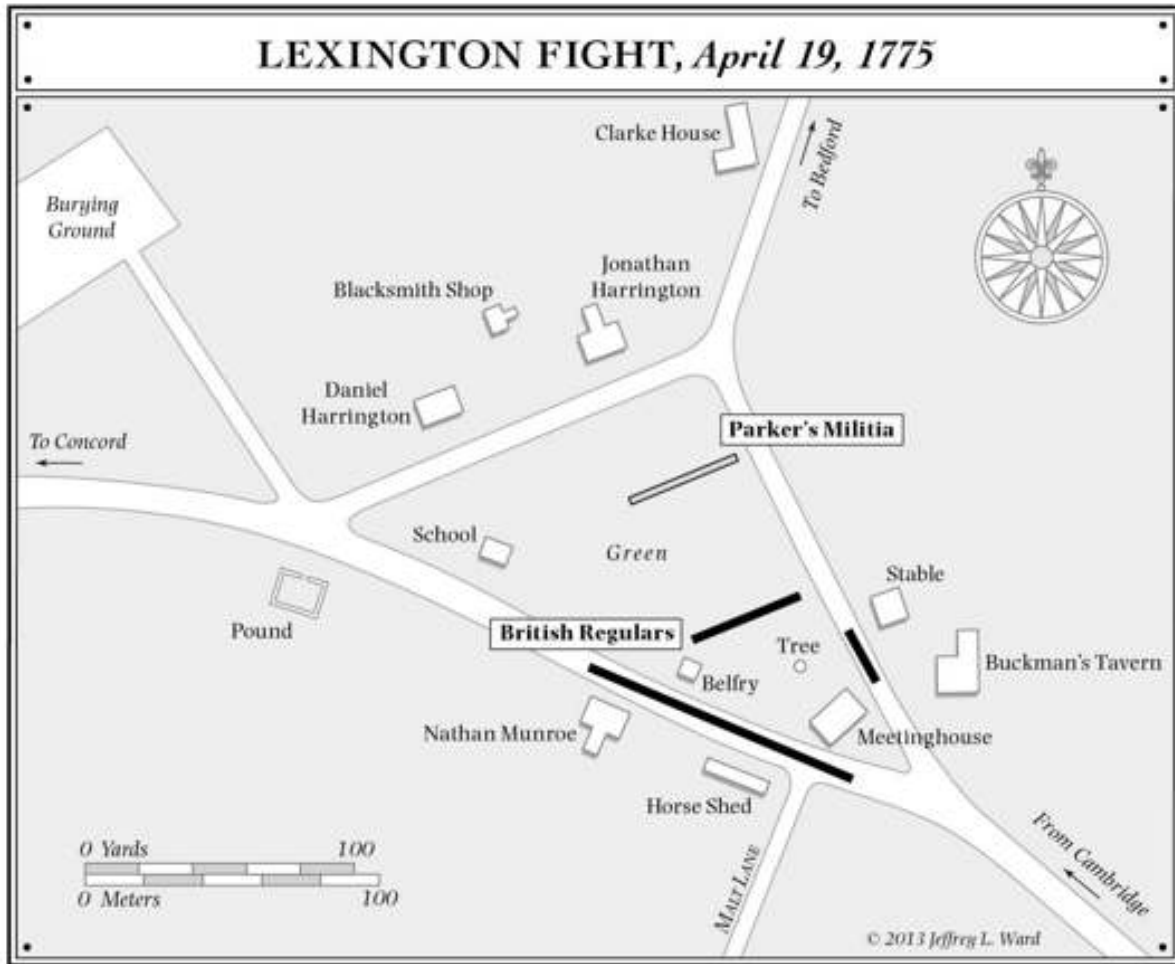 LEXINGTON FIGHT, April 19, 1775
Clarke House
To Bedford
Burying
Ground
Jonathan
Harrington
Blacksmith Shop
Daniel
Harrington
Parker's Militia
To Concord
School
Green
Stable
Pound
British Regulars
Tree
Buckman's Tavern
Belfry
Nathan Munroe
Meetinghouse
Horse Shed
From Cambridge
0 Yards 100
0 Meters 100
MALT LANE
© 2013 Jeffrey L. Ward